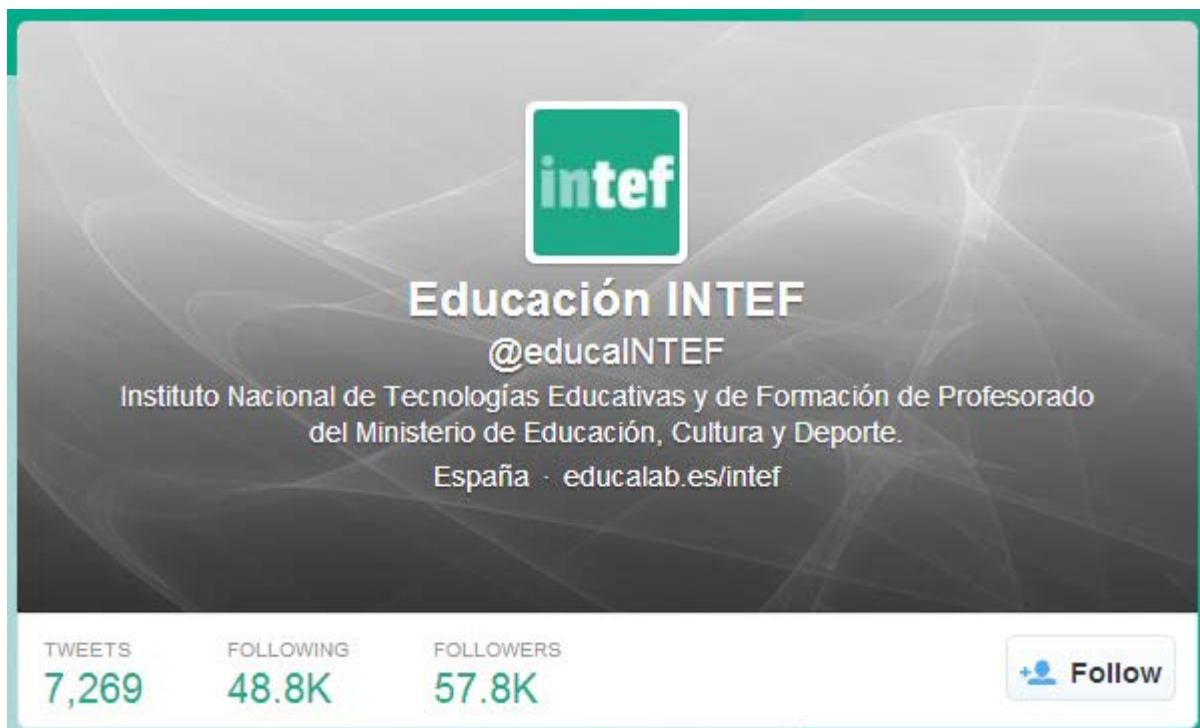 intef
Educación INTEF
@educaINTEF
Instituto Nacional de Tecnologías Educativas y de Formación de Profesorado
del Ministerio de Educación, Cultura y Deporte.
España · educalab.es/intef
TWEETS FOLLOWING FOLLOWERS
7,269 48.8K 57.8K
Follow